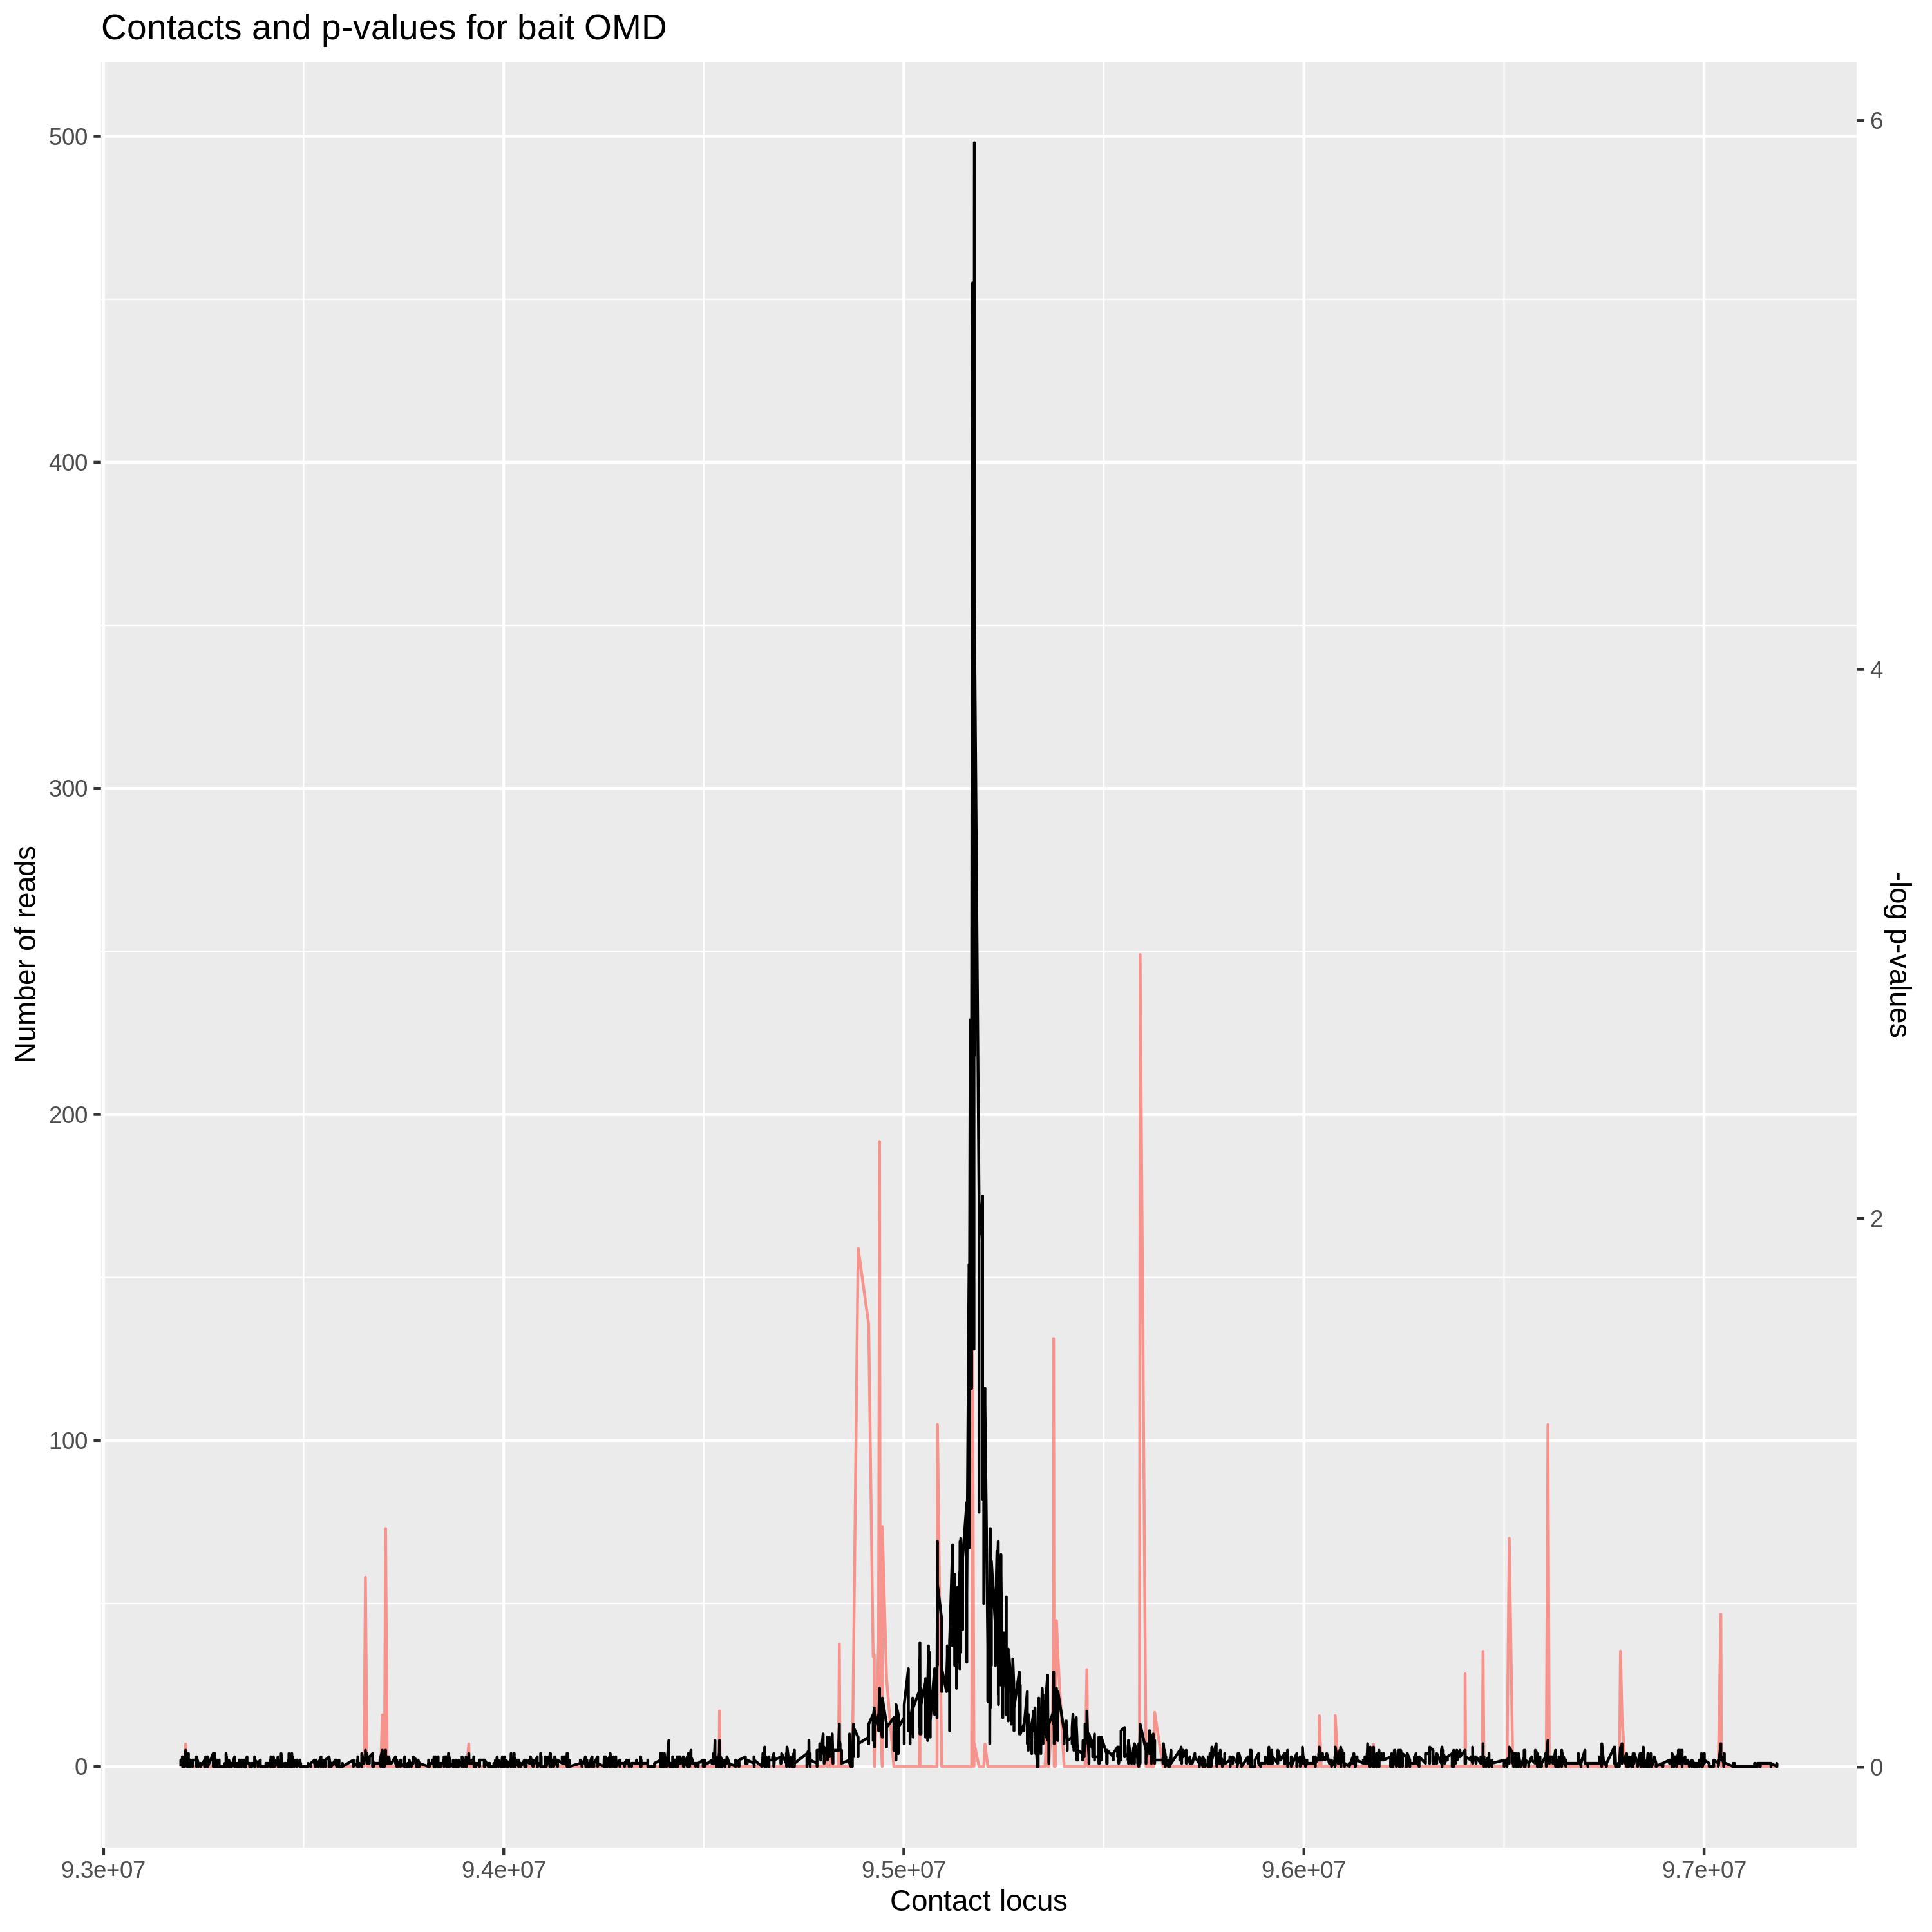 Contacts and p-values for bait OMD
500
400
300
200
100
0
Number of reads
6
4
2
0
-log p-values
9.3e+07
9.4e+07
9.5e+07
9.6e+07
9.7e+07
Contact locus